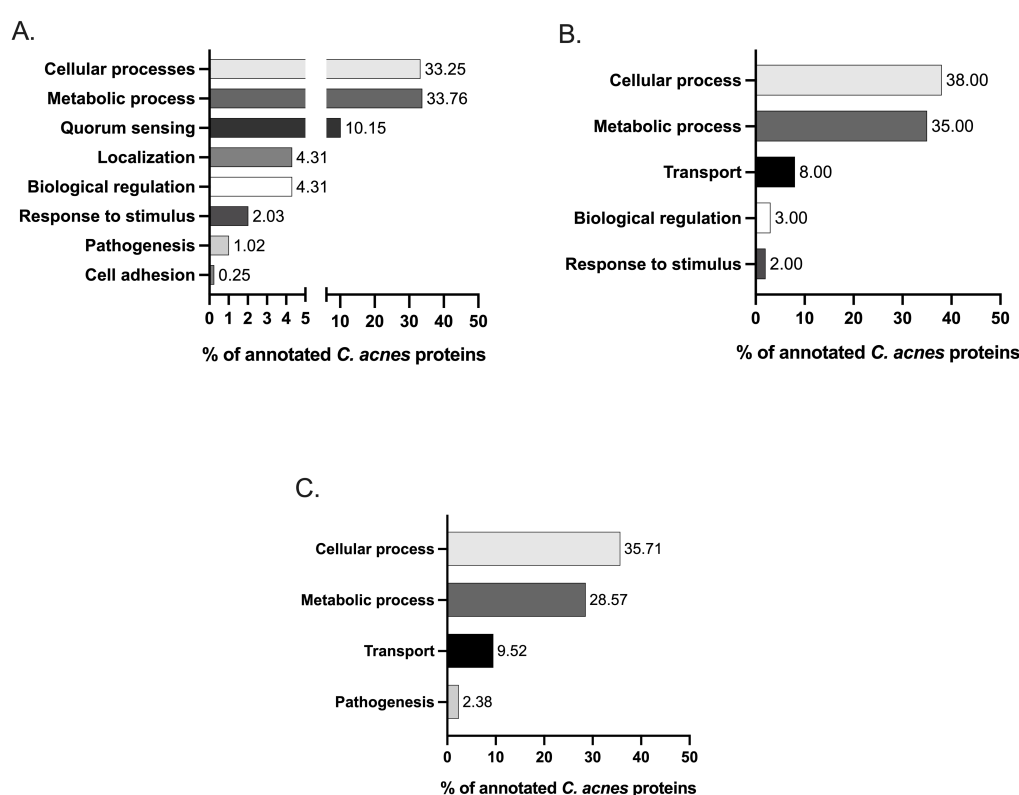 A.
Cellular processes 33.25
Metabolic process 33.76
Quorum sensing 10.15
Localization 4.31
Biological regulation 4.31
Response to stimulus 2.03
Pathogenesis 1.02
Cell adhesion 0.25
0 1 2 3 4 5 10 20 30 40 50
% of annotated C. acnes proteins
B.
Cellular process 38.00
Metabolic process 35.00
Transport 8.00
Biological regulation 3.00
Response to stimulus 2.00
0 10 20 30 40 50
% of annotated C. acnes proteins
C.
Cellular process 35.71
Metabolic process 28.57
Transport 9.52
Pathogenesis 2.38
0 10 20 30 40 50
% of annotated C. acnes proteins